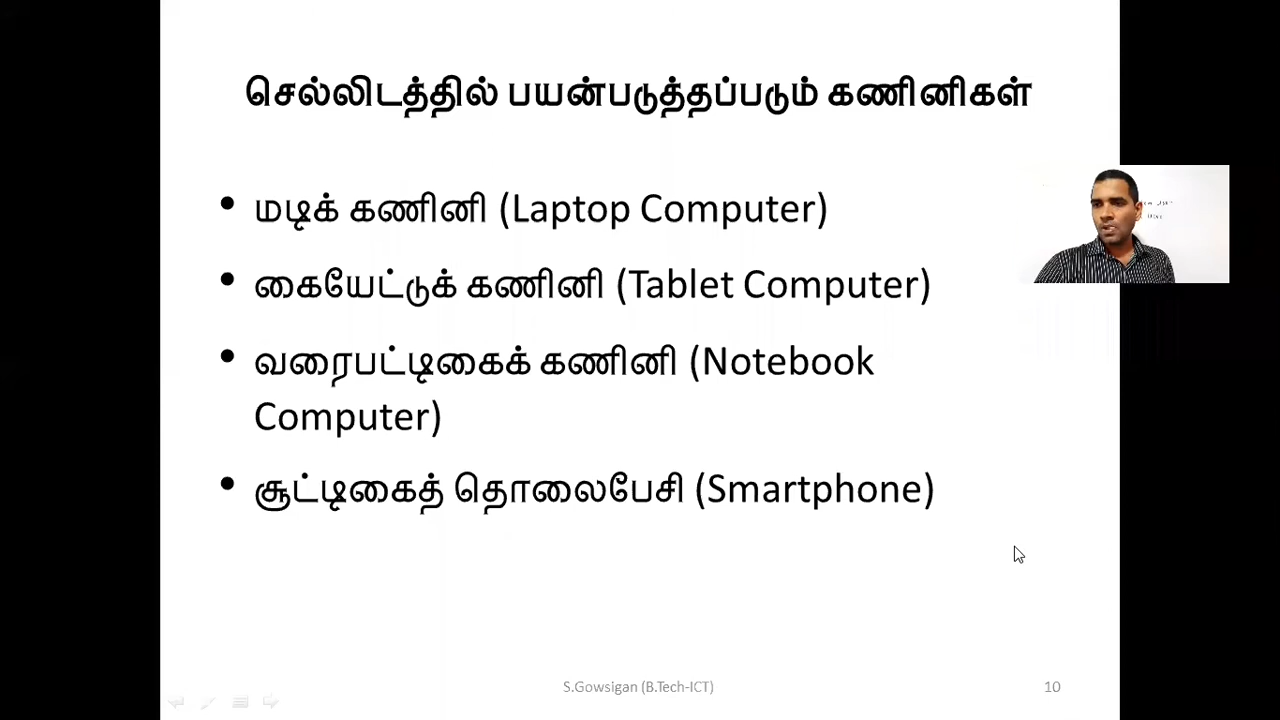 செல்லிடத்தில் பயன்படுத்தப்படும் கணினிகள்
• மடிக் கணினி (Laptop Computer)
• கையேட்டுக் கணினி (Tablet Computer)
• வரைபட்டிகைக் கணினி (Notebook
Computer)
• சூட்டிகைத் தொலைபேசி (Smartphone)
S.Gowsigan (B.Tech-ICT)
10